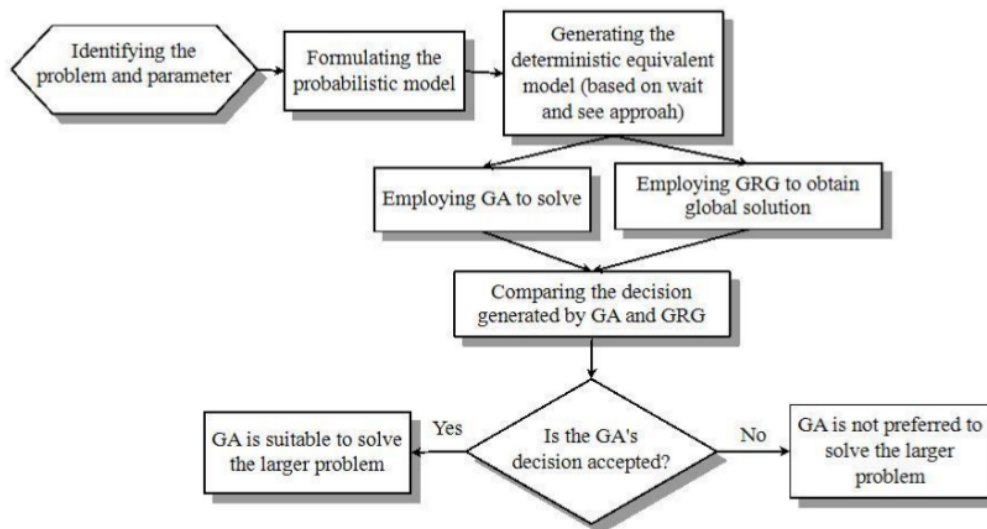 Identifying the
problem and parameter
Formulating the
probabilistic model
Generating the
deterministic equivalent
model (based on wait
and see approah)
Employing GA to solve
Employing GRG to obtain
global solution
Comparing the decision
generated by GA and GRG
Is the GA's
decision accepted?
Yes
No
GA is suitable to solve
the larger problem
GA is not preferred to
solve the larger
problem